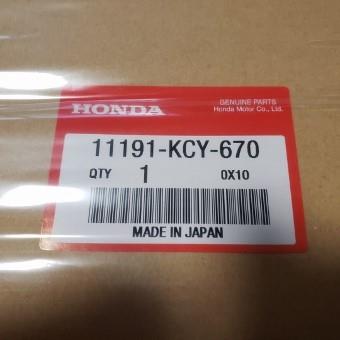 HONDA
GENUINE PARTS
Honda Motor Co., Ltd.
11191-KCY-670
QTY 1 0X10
MADE IN JAPAN